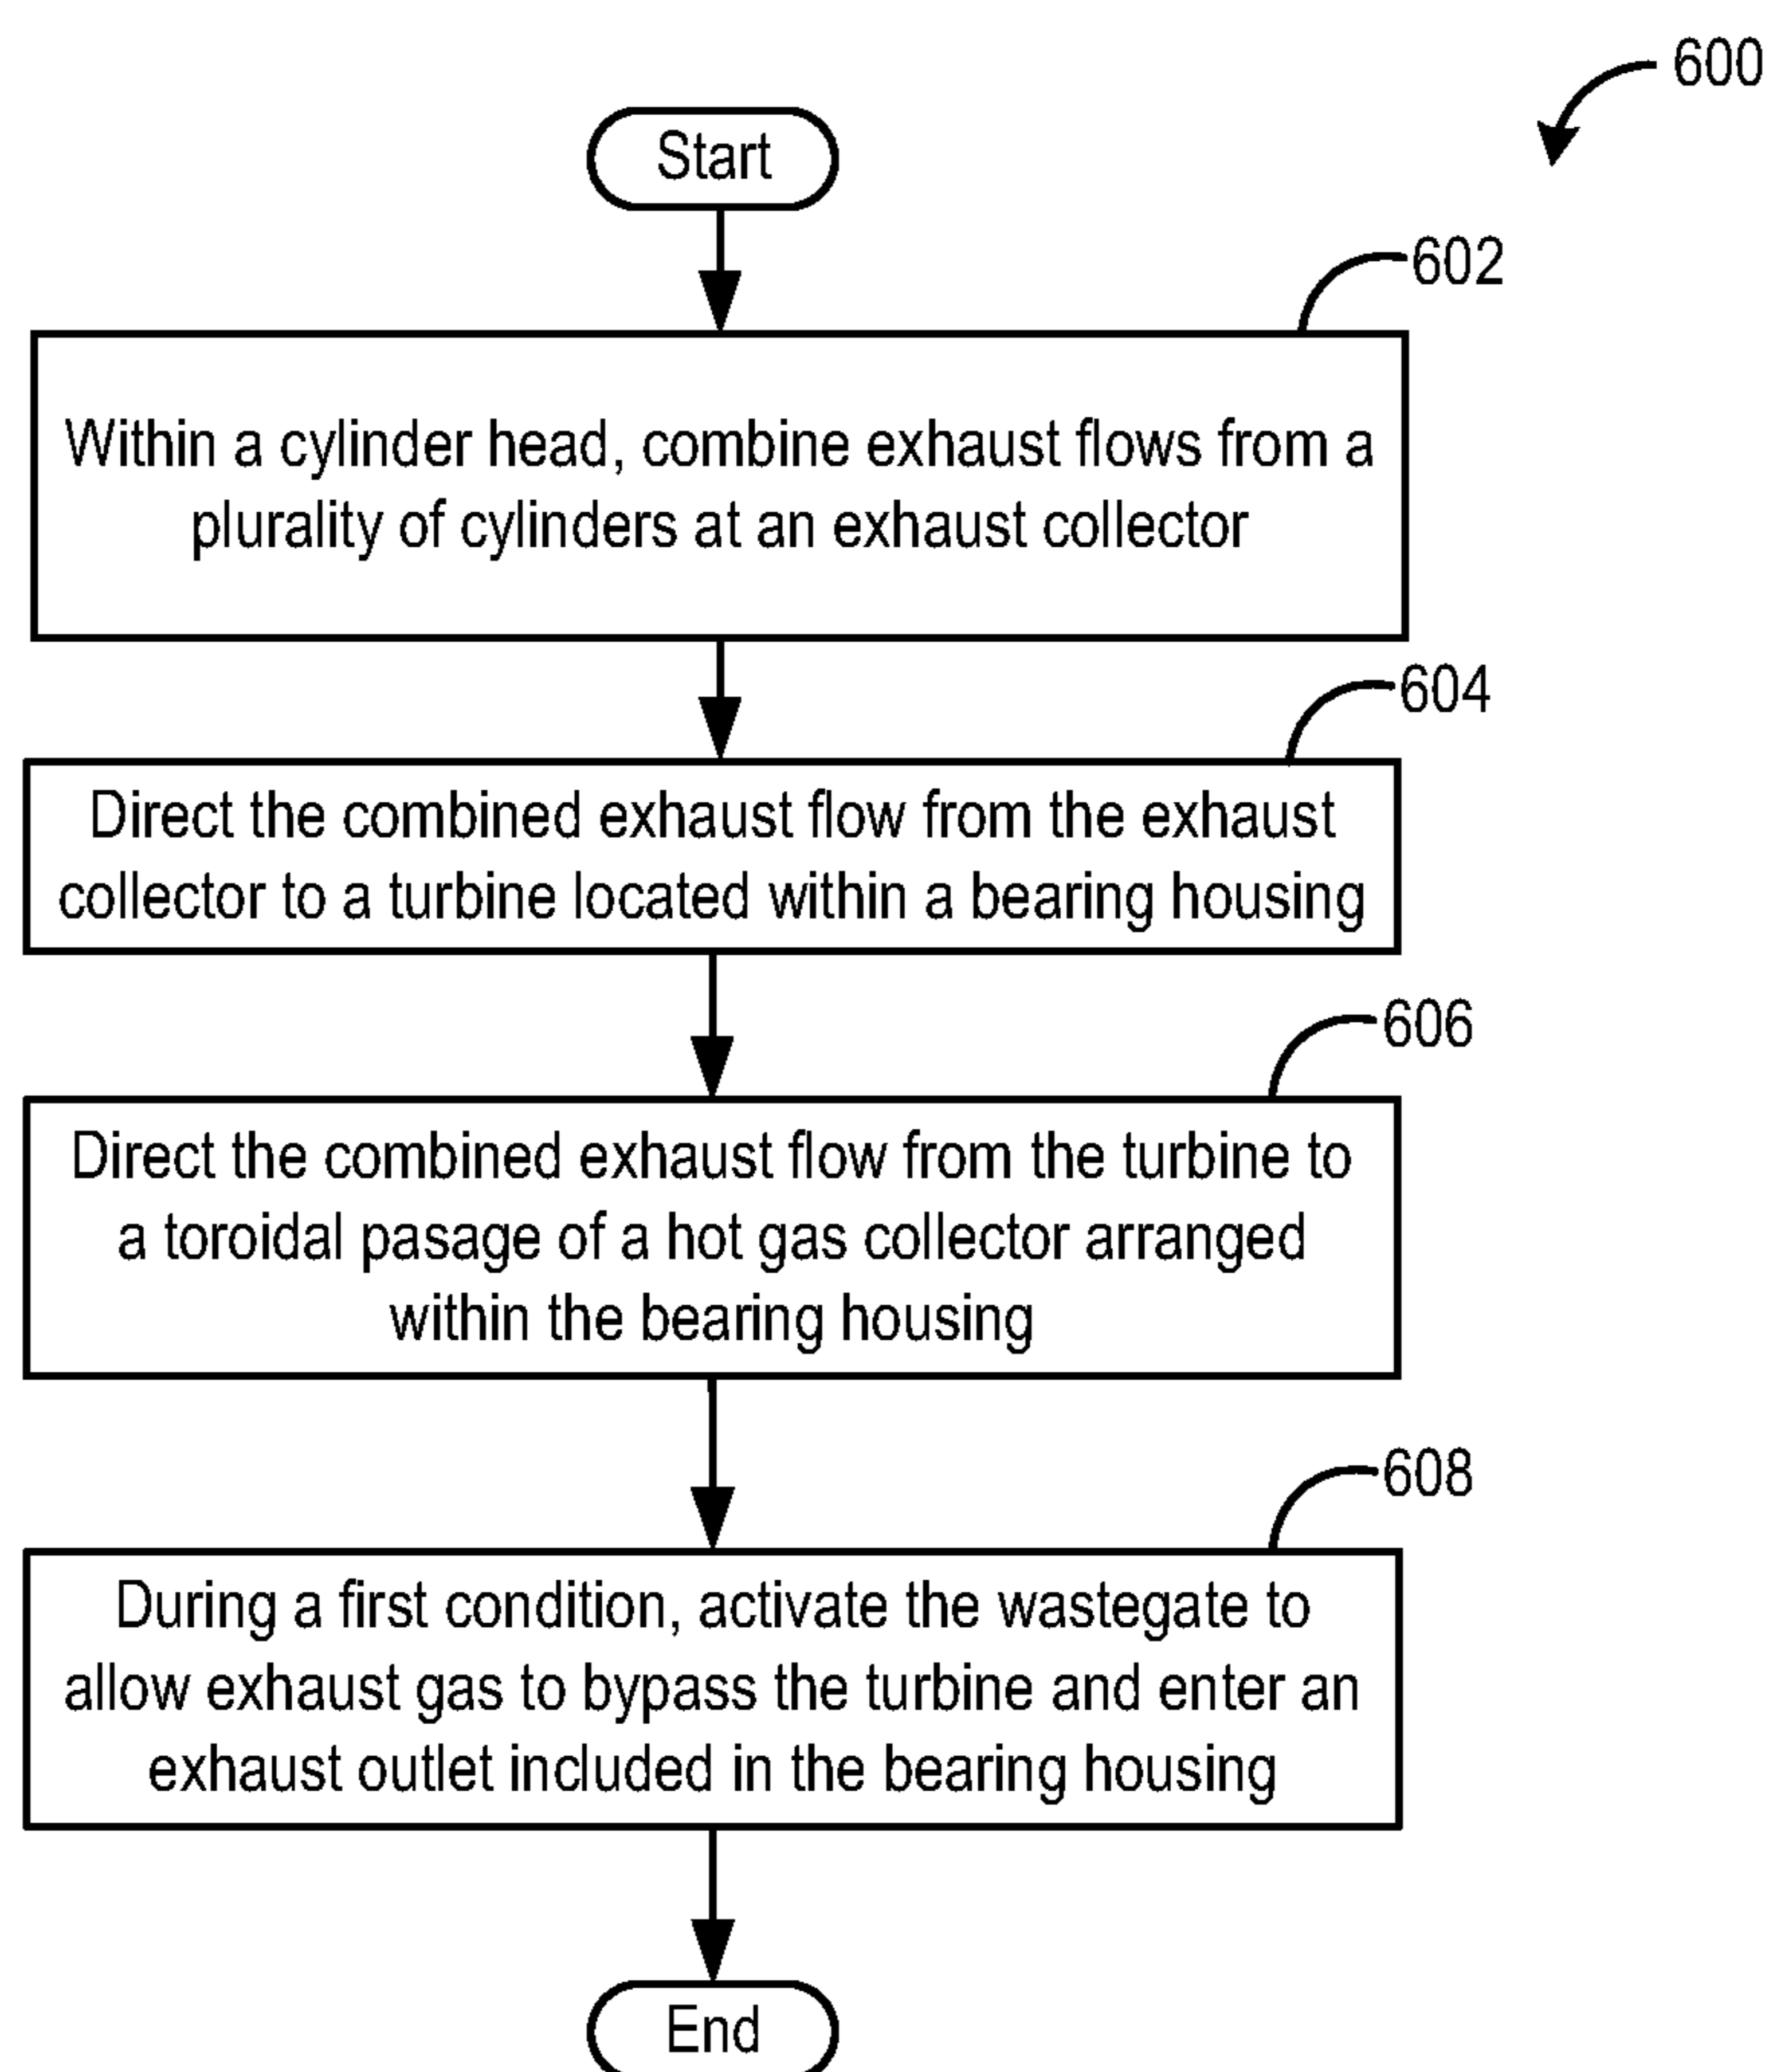 600
Start
602
Within a cylinder head, combine exhaust flows from a
plurality of cylinders at an exhaust collector
604
Direct the combined exhaust flow from the exhaust
collector to a turbine located within a bearing housing
606
Direct the combined exhaust flow from the turbine to
a toroidal pasage of a hot gas collector arranged
within the bearing housing
608
During a first condition, activate the wastegate to
allow exhaust gas to bypass the turbine and enter an
exhaust outlet included in the bearing housing
End